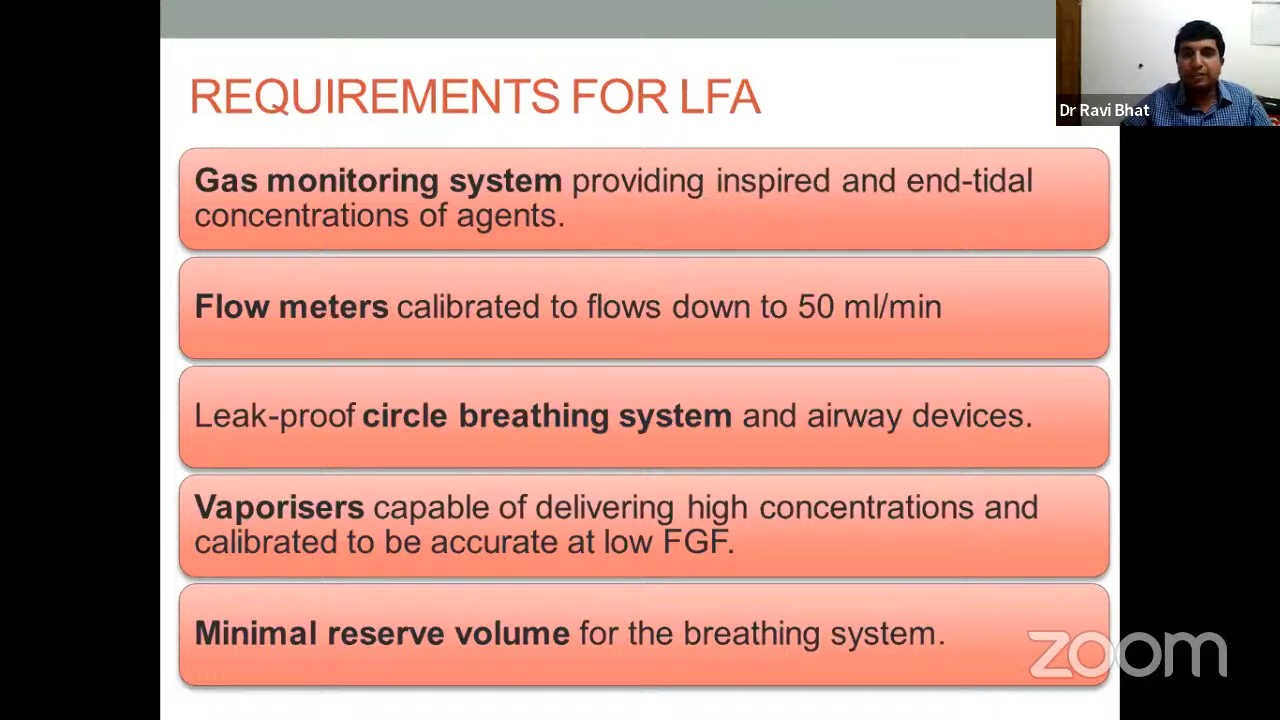 REQUIREMENTS FOR LFA
Dr Ravi Bhat
Gas monitoring system providing inspired and end-tidal
concentrations of agents.
Flow meters calibrated to flows down to 50 ml/min
Leak-proof circle breathing system and airway devices.
Vaporisers capable of delivering high concentrations and
calibrated to be accurate at low FGF.
Minimal reserve volume for the breathing system.
zoom